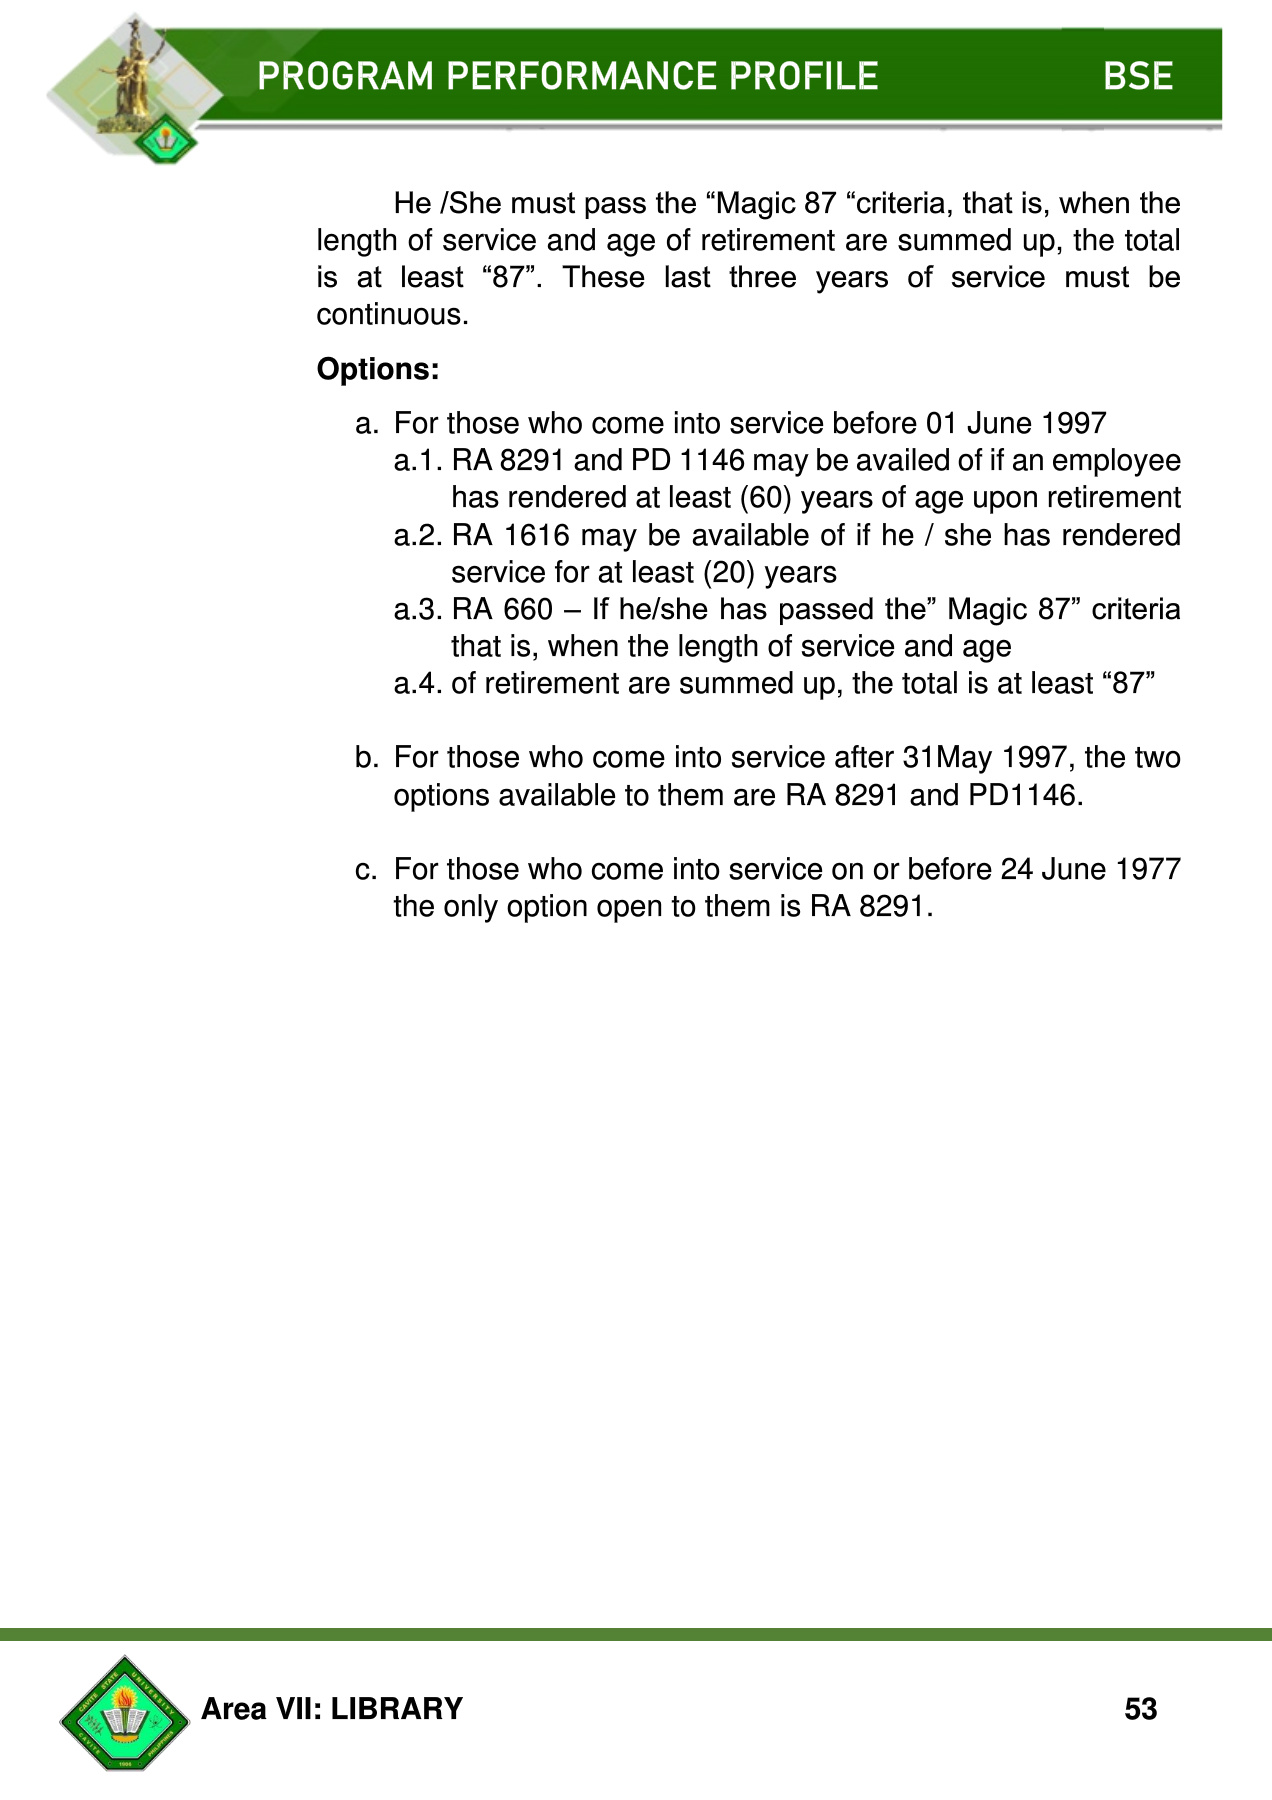 PROGRAM PERFORMANCE PROFILE BSE
He /She must pass the “Magic 87 “criteria, that is, when the
length of service and age of retirement are summed up, the total
is at least “87”. These last three years of service must be
continuous.
Options:
a. For those who come into service before 01 June 1997
a.1. RA 8291 and PD 1146 may be availed of if an employee
has rendered at least (60) years of age upon retirement
a.2. RA 1616 may be available of if he / she has rendered
service for at least (20) years
a.3. RA 660 – If he/she has passed the” Magic 87” criteria
that is, when the length of service and age
a.4. of retirement are summed up, the total is at least “87”
b. For those who come into service after 31May 1997, the two
options available to them are RA 8291 and PD1146.
c. For those who come into service on or before 24 June 1977
the only option open to them is RA 8291.
CAVITE STATE UNIVERSITY
CAVITE PHILIPPINES
1906
Area VII: LIBRARY 53